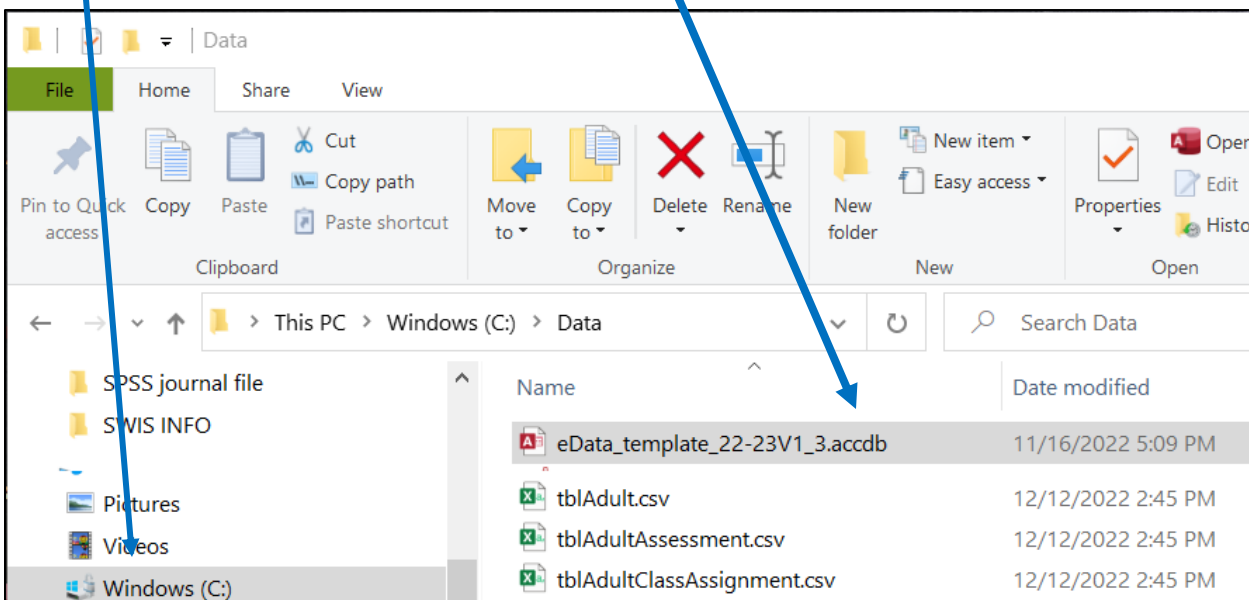 Data
File Home Share View
Pin to Quick access
Copy
Paste
Cut
Copy path
Paste shortcut
Clipboard
Move to
Copy to
Delete
Rename
Organize
New folder
New item
Easy access
New
Properties
Open
Edit
Histo
Open
This PC > Windows (C:) > Data
Search Data
SPSS journal file
SWIS INFO
Pictures
Videos
Windows (C:)
Name Date modified
eData_template_22-23V1_3.accdb 11/16/2022 5:09 PM
tblAdult.csv 12/12/2022 2:45 PM
tblAdultAssessment.csv 12/12/2022 2:45 PM
tblAdultClassAssignment.csv 12/12/2022 2:45 PM